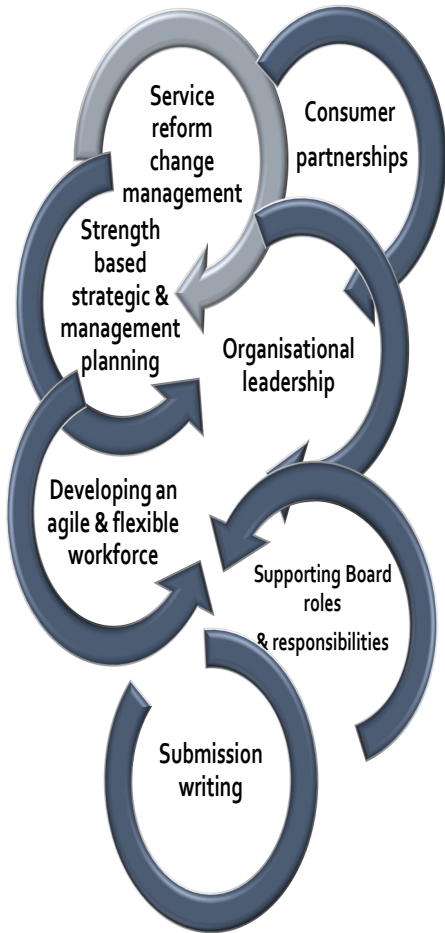 Service
reform
change
management
Consumer
partnerships
Strength
based
strategic &
management
planning
Organisational
leadership
Developing an
agile & flexible
workforce
Supporting Board
roles
& responsibilities
Submission
writing